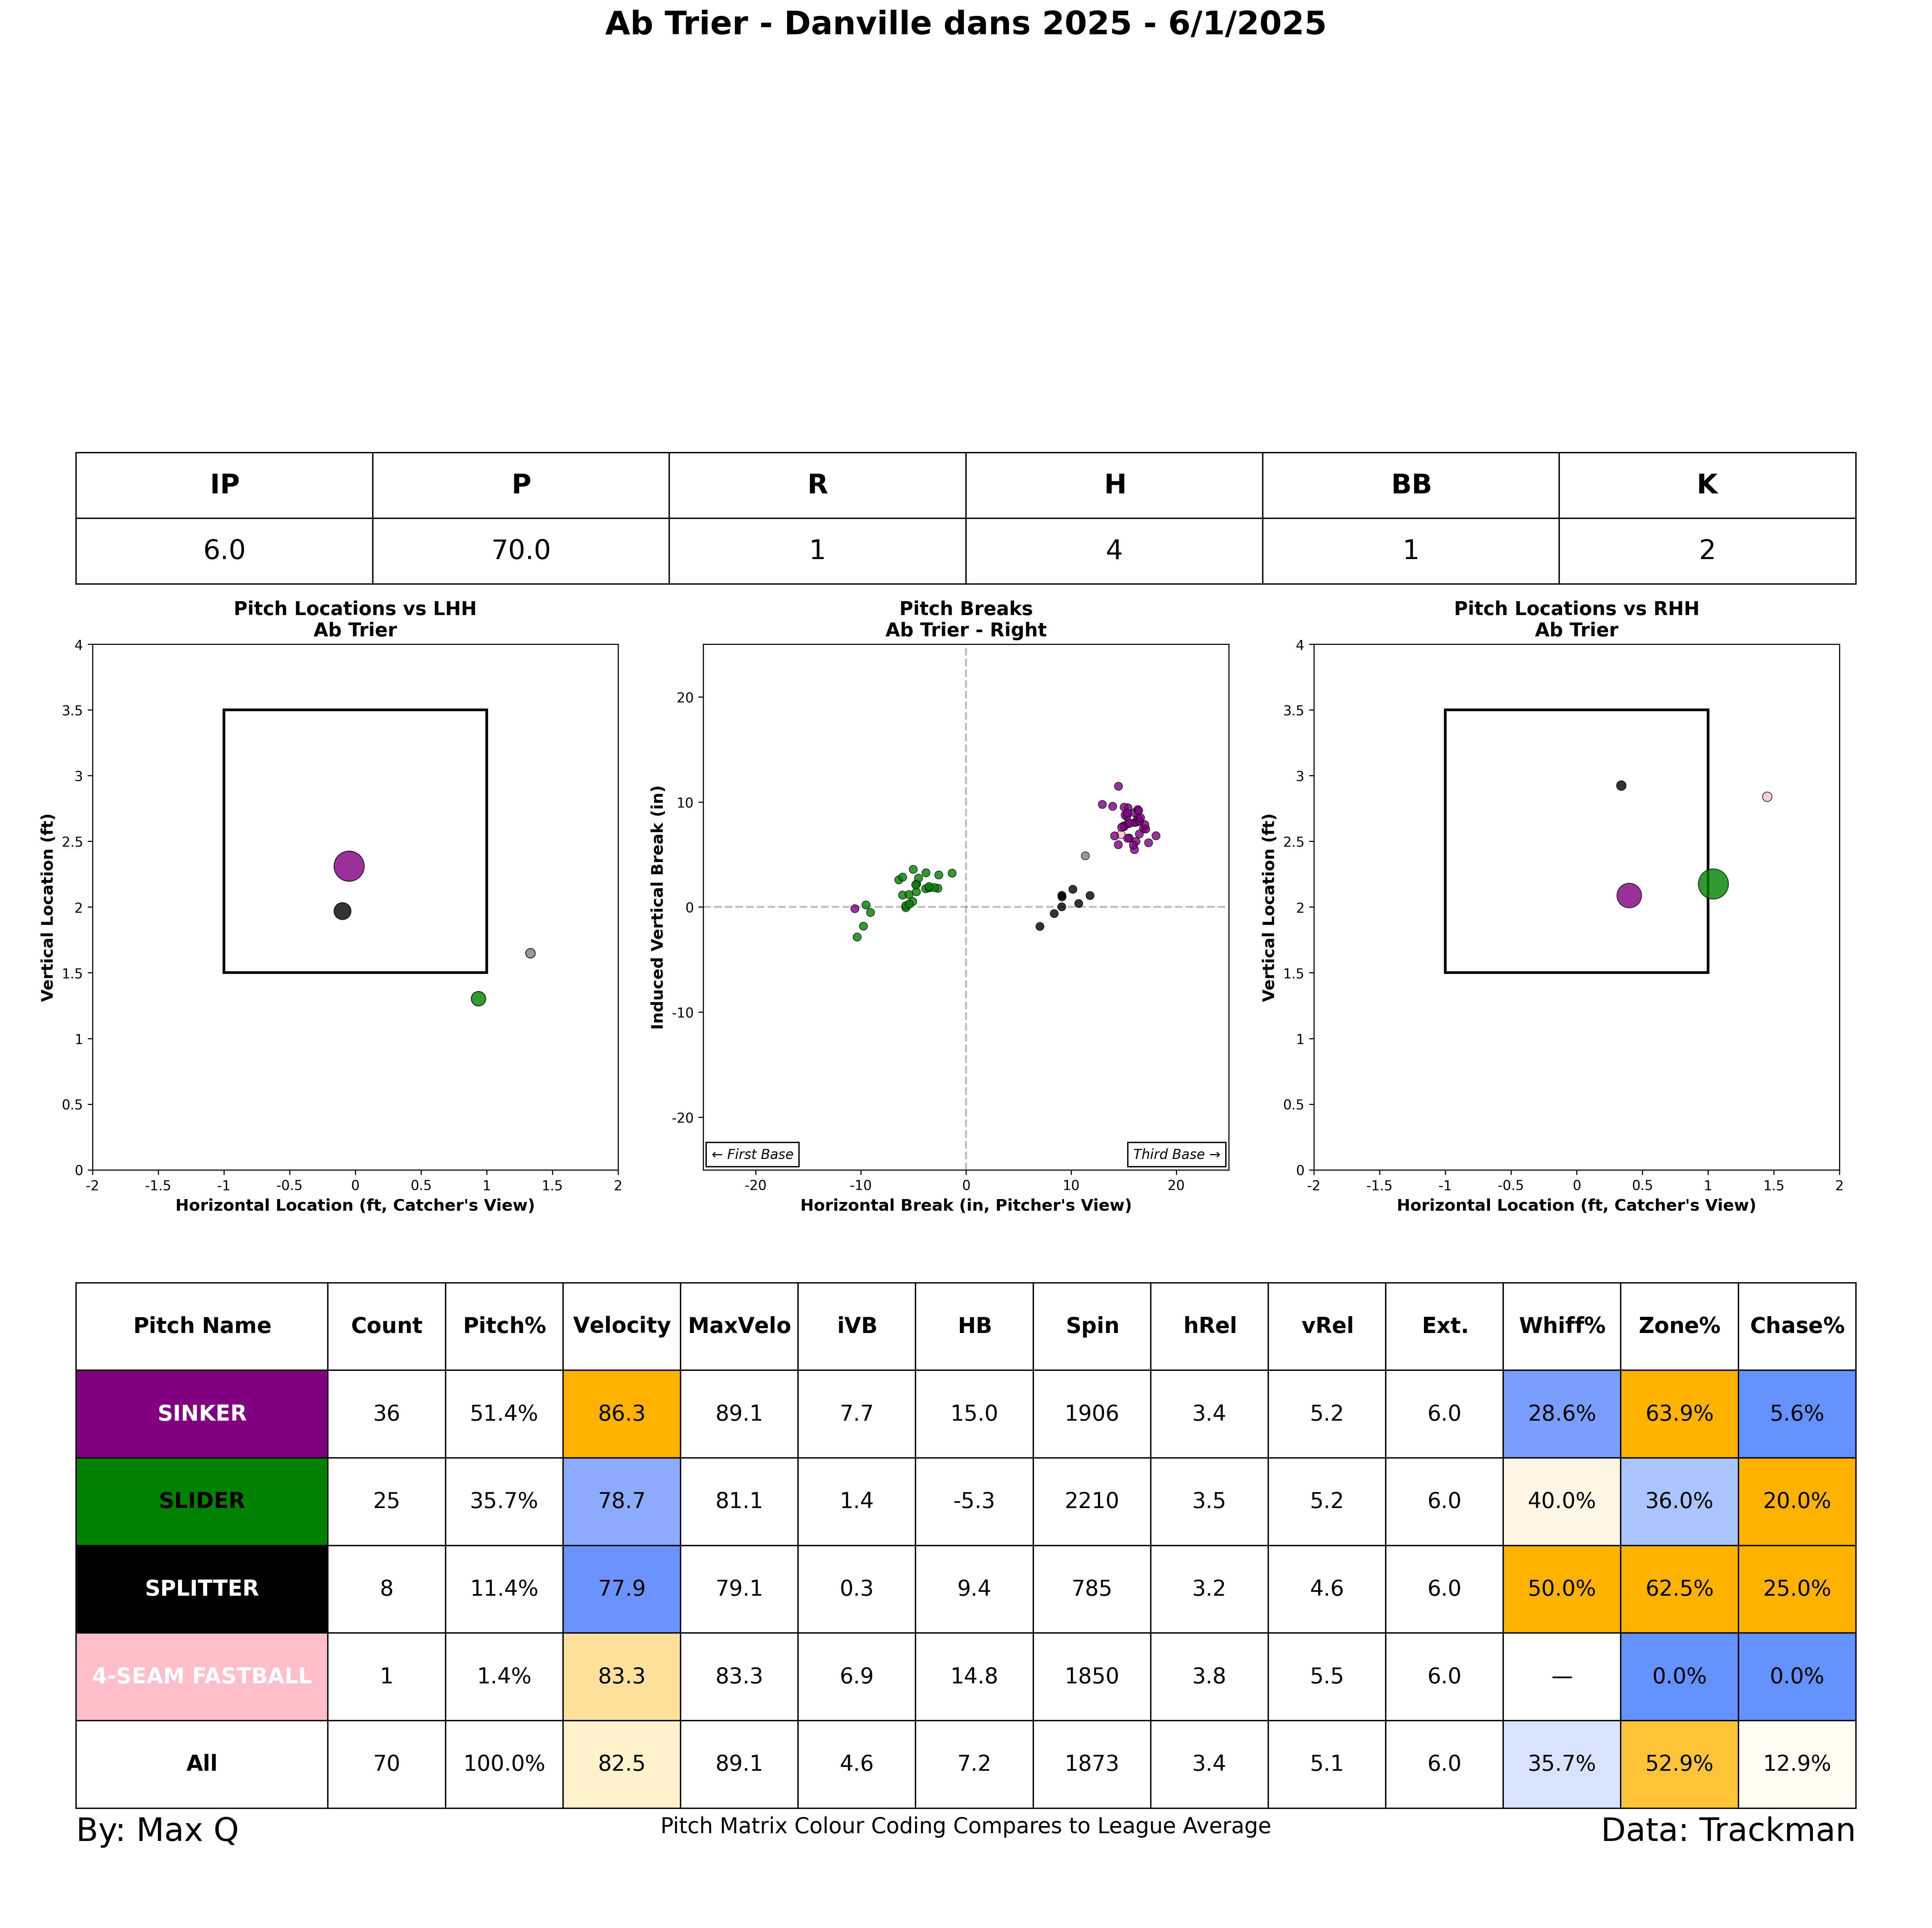 Ab Trier - Danville dans 2025 - 6/1/2025
IP P R H BB K
6.0 70.0 1 4 1 2
Pitch Locations vs LHH
Ab Trier
4
3.5
3
2.5
2
1.5
1
0.5
0
-2 -1.5 -1 -0.5 0 0.5 1 1.5 2
Vertical Location (ft)
Horizontal Location (ft, Catcher's View)
Pitch Breaks
Ab Trier - Right
20
10
0
-10
-20
-20 -10 0 10 20
Induced Vertical Break (in)
← First Base
Third Base →
Horizontal Break (in, Pitcher's View)
Pitch Locations vs RHH
Ab Trier
4
3.5
3
2.5
2
1.5
1
0.5
0
-2 -1.5 -1 -0.5 0 0.5 1 1.5 2
Vertical Location (ft)
Horizontal Location (ft, Catcher's View)
Pitch Name Count Pitch% Velocity MaxVelo iVB HB Spin hRel vRel Ext. Whiff% Zone% Chase%
SINKER 36 51.4% 86.3 89.1 7.7 15.0 1906 3.4 5.2 6.0 28.6% 63.9% 5.6%
SLIDER 25 35.7% 78.7 81.1 1.4 -5.3 2210 3.5 5.2 6.0 40.0% 36.0% 20.0%
SPLITTER 8 11.4% 77.9 79.1 0.3 9.4 785 3.2 4.6 6.0 50.0% 62.5% 25.0%
4-SEAM FASTBALL 1 1.4% 83.3 83.3 6.9 14.8 1850 3.8 5.5 6.0 — 0.0% 0.0%
All 70 100.0% 82.5 89.1 4.6 7.2 1873 3.4 5.1 6.0 35.7% 52.9% 12.9%
By: Max Q
Pitch Matrix Colour Coding Compares to League Average
Data: Trackman